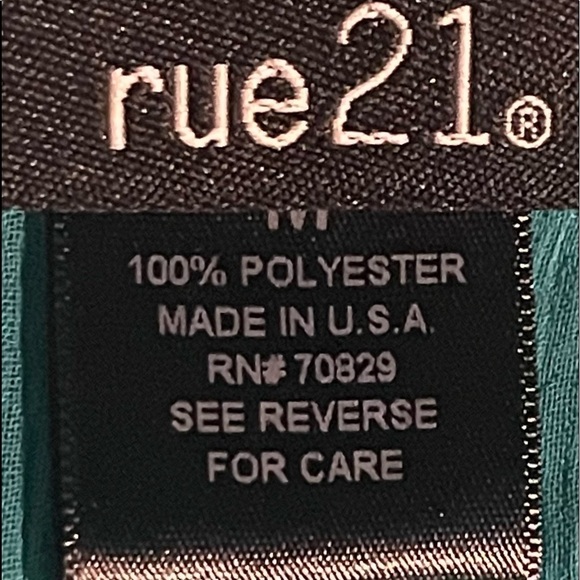 rue21®
M
100% POLYESTER
MADE IN U.S.A.
RN# 70829
SEE REVERSE
FOR CARE